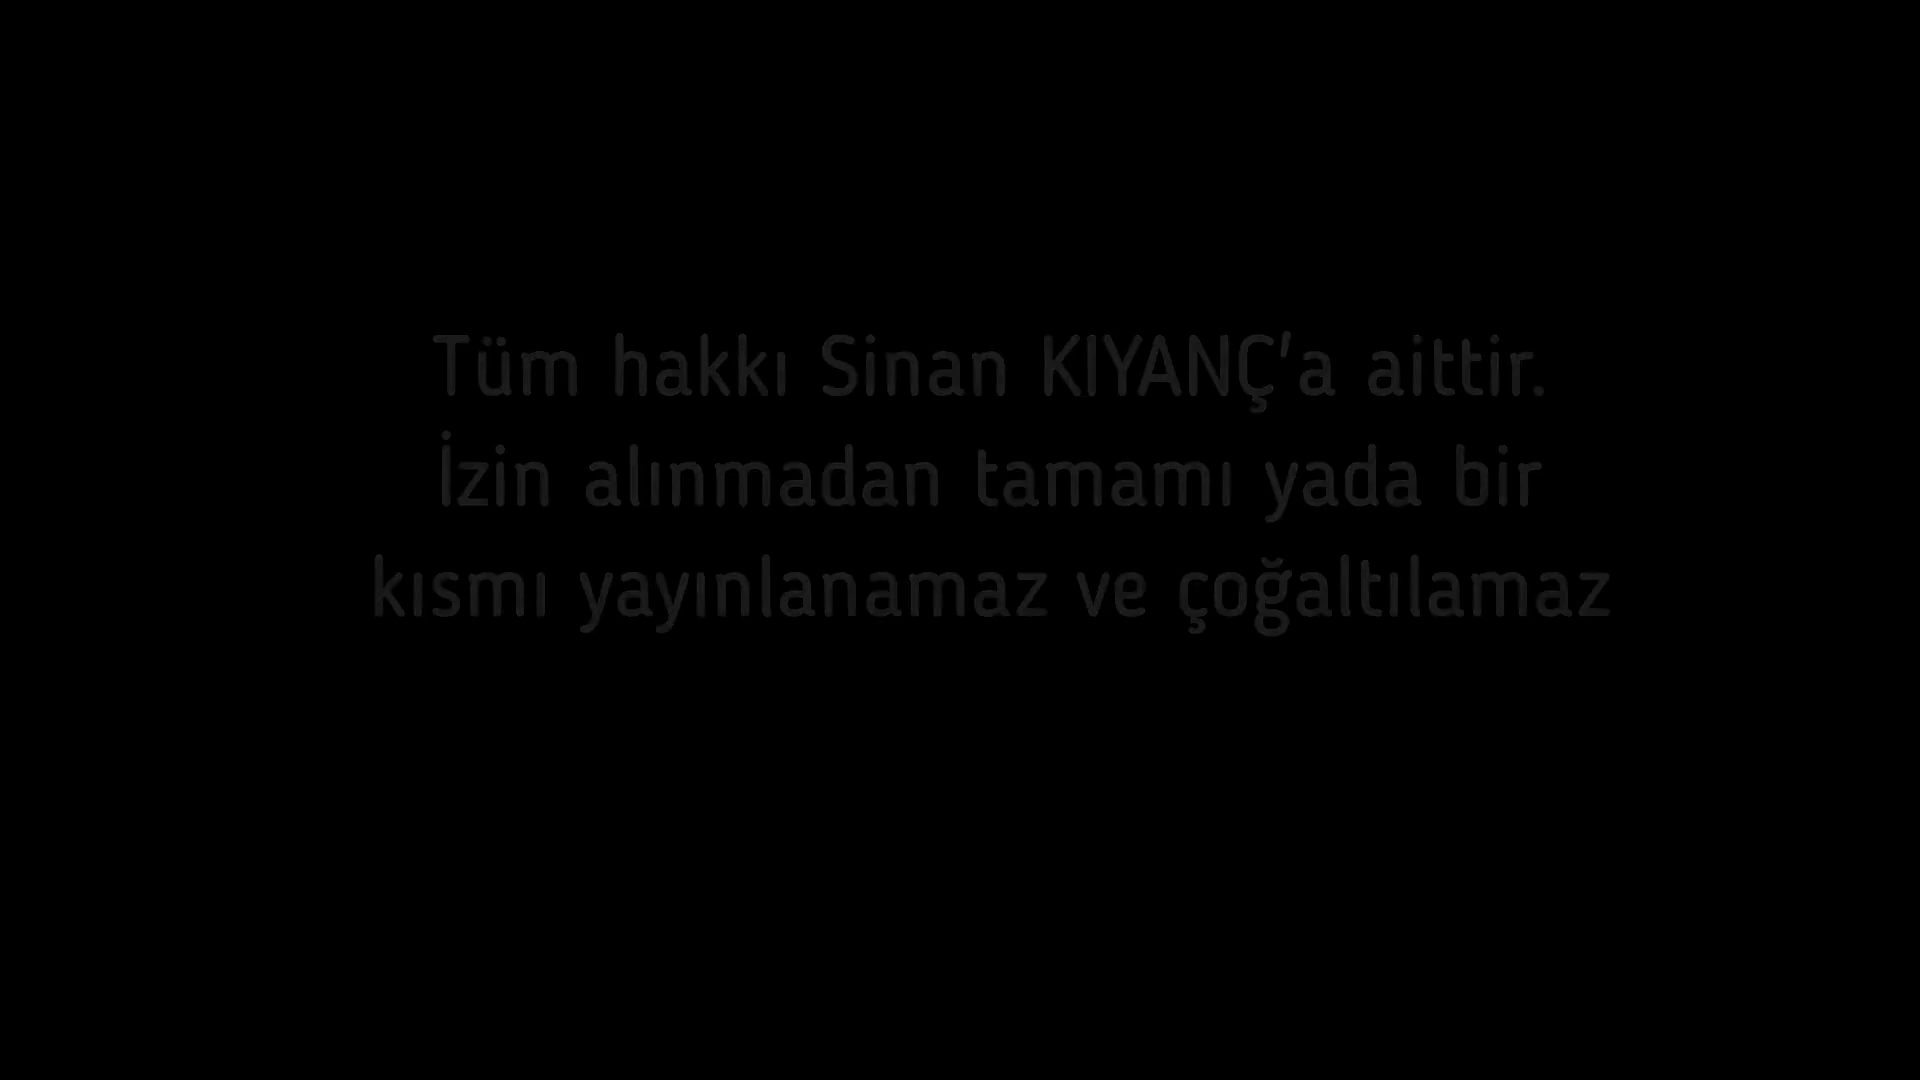 Tüm hakkı Sinan KIYANÇ'a aittir.
İzin alınmadan tamamı yada bir
kısmı yayınlanamaz ve çoğaltılamaz